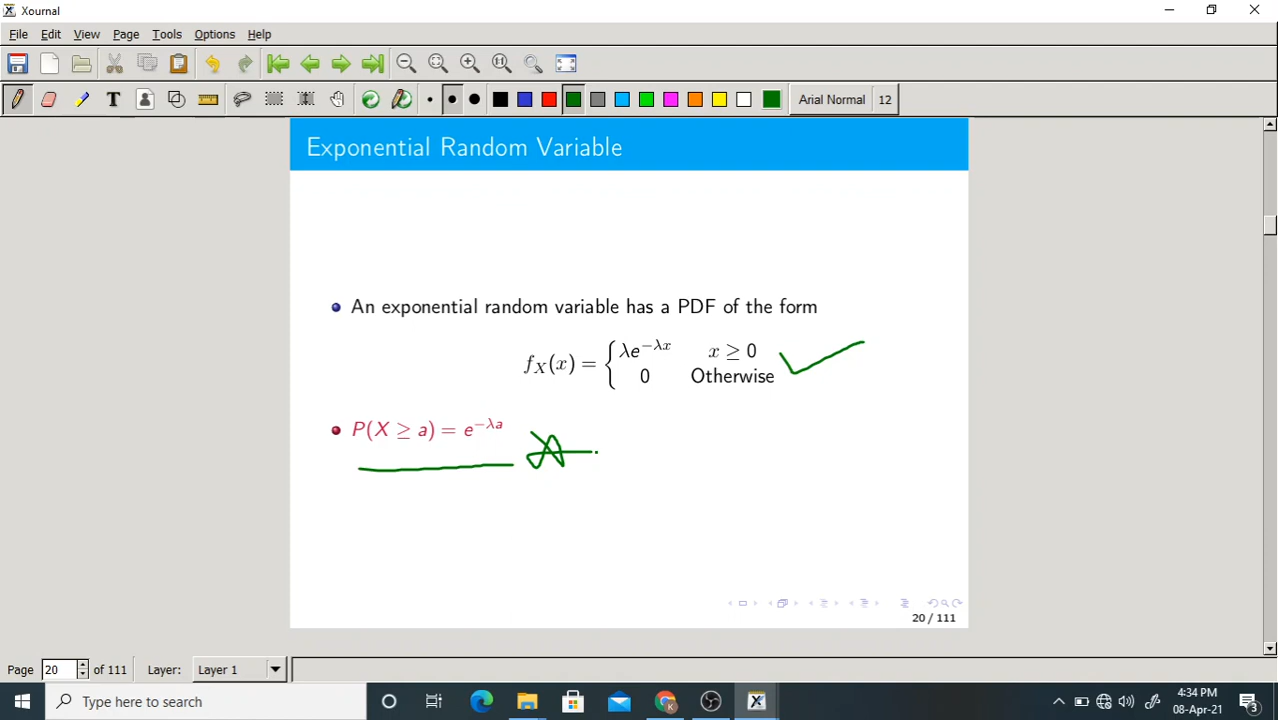 Xournal
File Edit View Page Tools Options Help
T Arial Normal 12
Exponential Random Variable
An exponential random variable has a PDF of the form
f_X(x) = { λe^{−λx} x ≥ 0
0 Otherwise
P(X ≥ a) = e^{−λa}
20 / 111
Page 20 of 111 Layer: Layer 1
Type here to search
4:34 PM
08-Apr-21
3